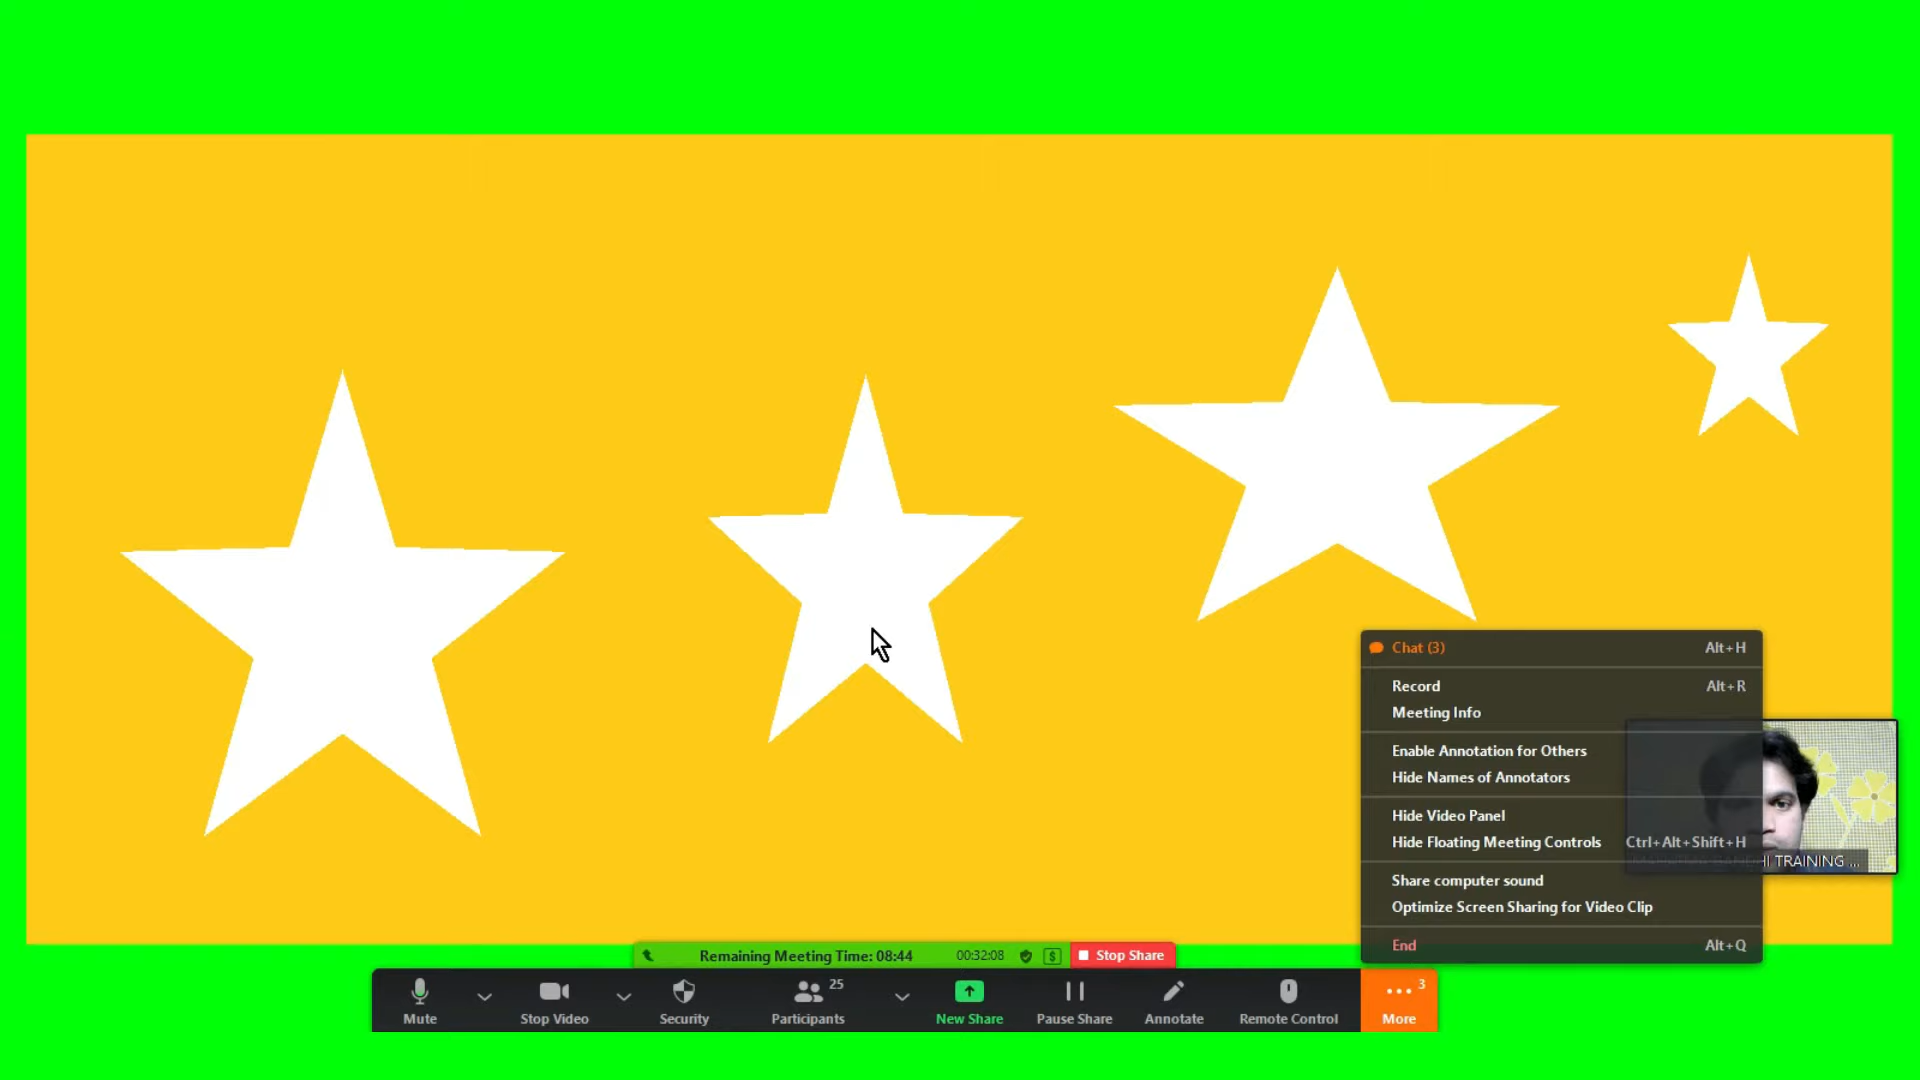 Chat (3) Alt+H
Record Alt+R
Meeting Info
Enable Annotation for Others
Hide Names of Annotators
Hide Video Panel
Hide Floating Meeting Controls Ctrl+Alt+Shift+H
TRAINING ...
Share computer sound
Optimize Screen Sharing for Video Clip
End Alt+Q
Remaining Meeting Time: 08:44 00:32:08 Stop Share
25
3
Mute Stop Video Security Participants New Share Pause Share Annotate Remote Control More